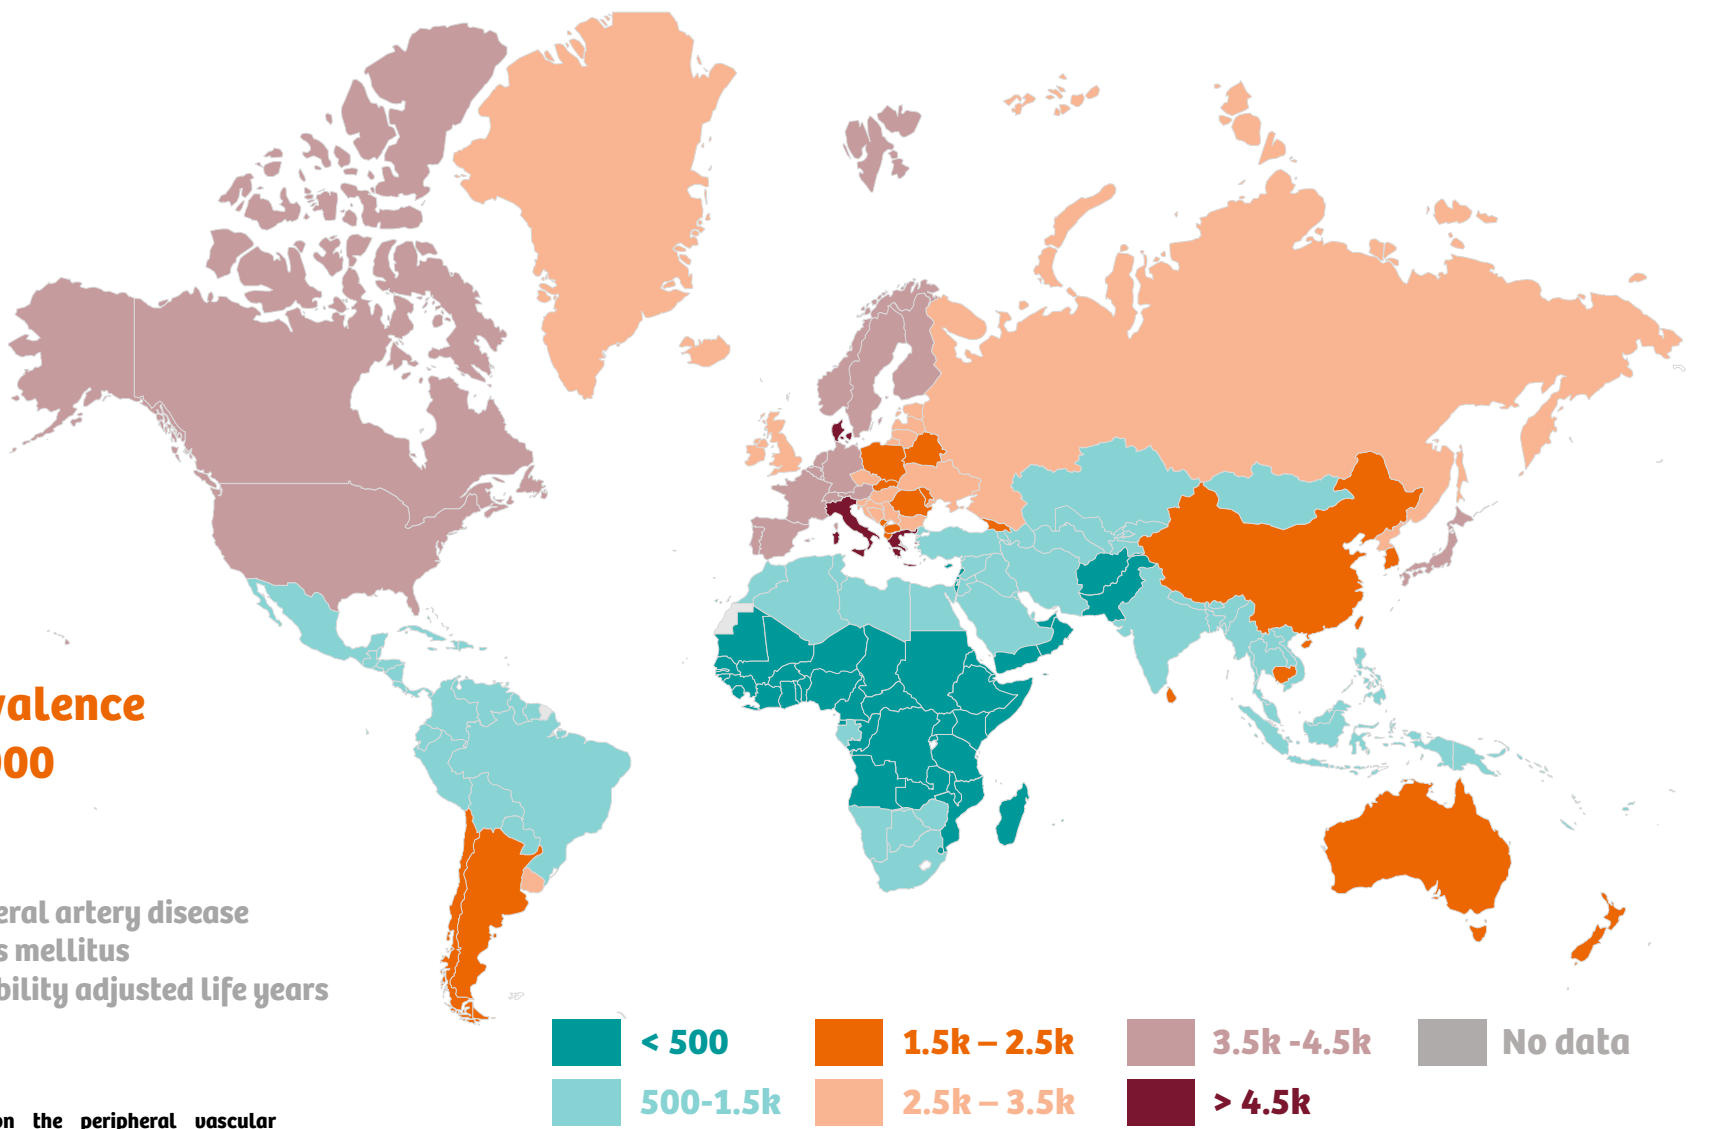 valence
000
eral artery disease
s mellitus
bility adjusted life years
< 500
1.5k – 2.5k
3.5k -4.5k
No data
500-1.5k
2.5k – 3.5k
> 4.5k
on the peripheral vascular